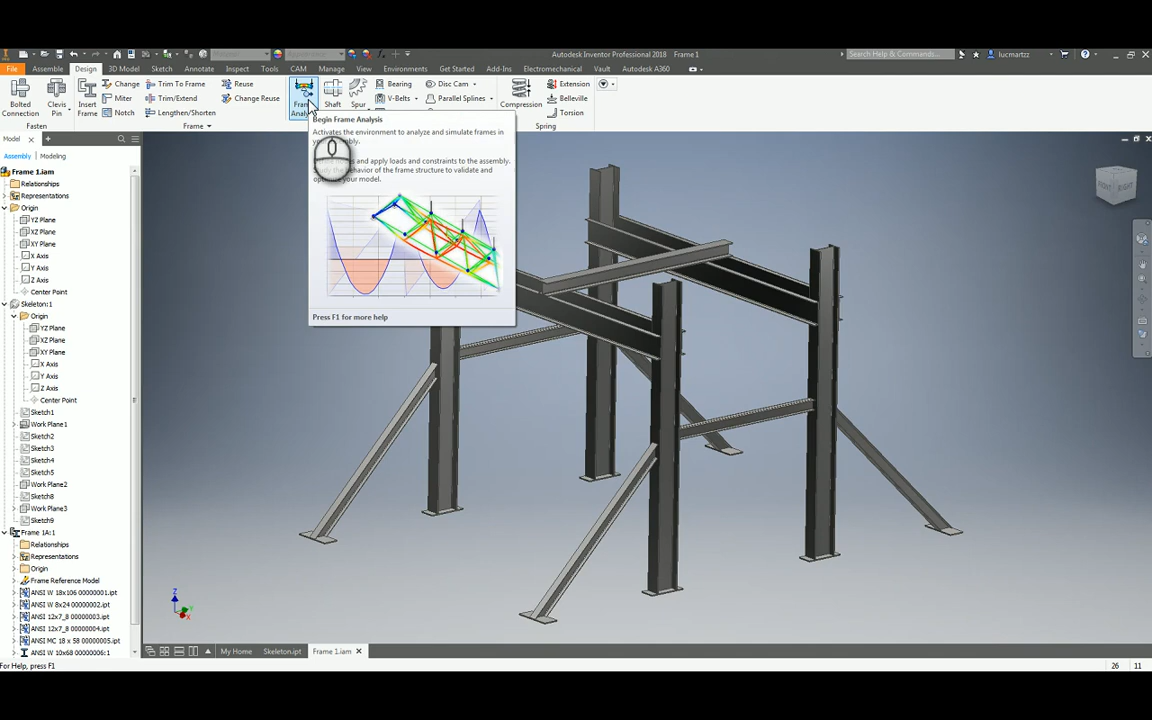 Autodesk Inventor Professional 2018   Frame 1
Search Help & Commands...
lucmartzz
File Assembly Design 3D Model Sketch Annotate Inspect Tools CAM Manage View Environments Get Started Add-Ins Electromechanical Vault Autodesk A360
Bolted Connection
Clevis Pin
Insert Frame
Change
Miter
Notch
Trim To Frame
Trim/Extend
Lengthen/Shorten
Reuse
Change Reuse
Shaft
Spur
Bearing
V-Belts
Disc Cam
Parallel Splines
Compression
Extension
Belleville
Torsion
Fasten
Frame
Spring
Begin Frame Analysis
Activates the environment to analyze and simulate frames in
and apply loads and constraints to the assembly.
behavior of the frame structure to validate and
your model.
Press F1 for more help
Model
Assembly Modeling
Frame 1.iam
Relationships
Representations
Origin
YZ Plane
XZ Plane
XY Plane
X Axis
Y Axis
Z Axis
Center Point
Skeleton:1
Origin
YZ Plane
XZ Plane
XY Plane
X Axis
Y Axis
Z Axis
Center Point
Sketch1
Work Plane1
Sketch2
Sketch3
Sketch4
Sketch5
Work Plane2
Sketch8
Work Plane3
Sketch9
Frame 1A:1
Relationships
Representations
Origin
Frame Reference Model
ANSI W 18x106 00000001:ipt
ANSI W 8x24 00000002.ipt
ANSI 12x7_8 00000003.ipt
ANSI 12x7_8 00000004.ipt
ANSI MC 18 x 58 00000005.ipt
ANSI W 10x68 00000006:1
FRONT RIGHT
Z
Y
X
My Home Skeleton.ipt Frame 1.iam
For Help, press F1
26 11